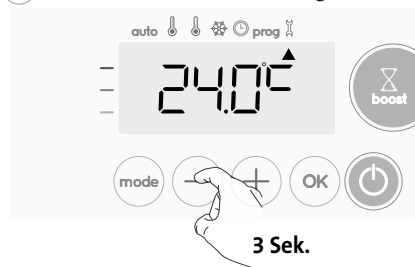 auto prog
24.0°C
boost
mode − + OK
3 Sek.